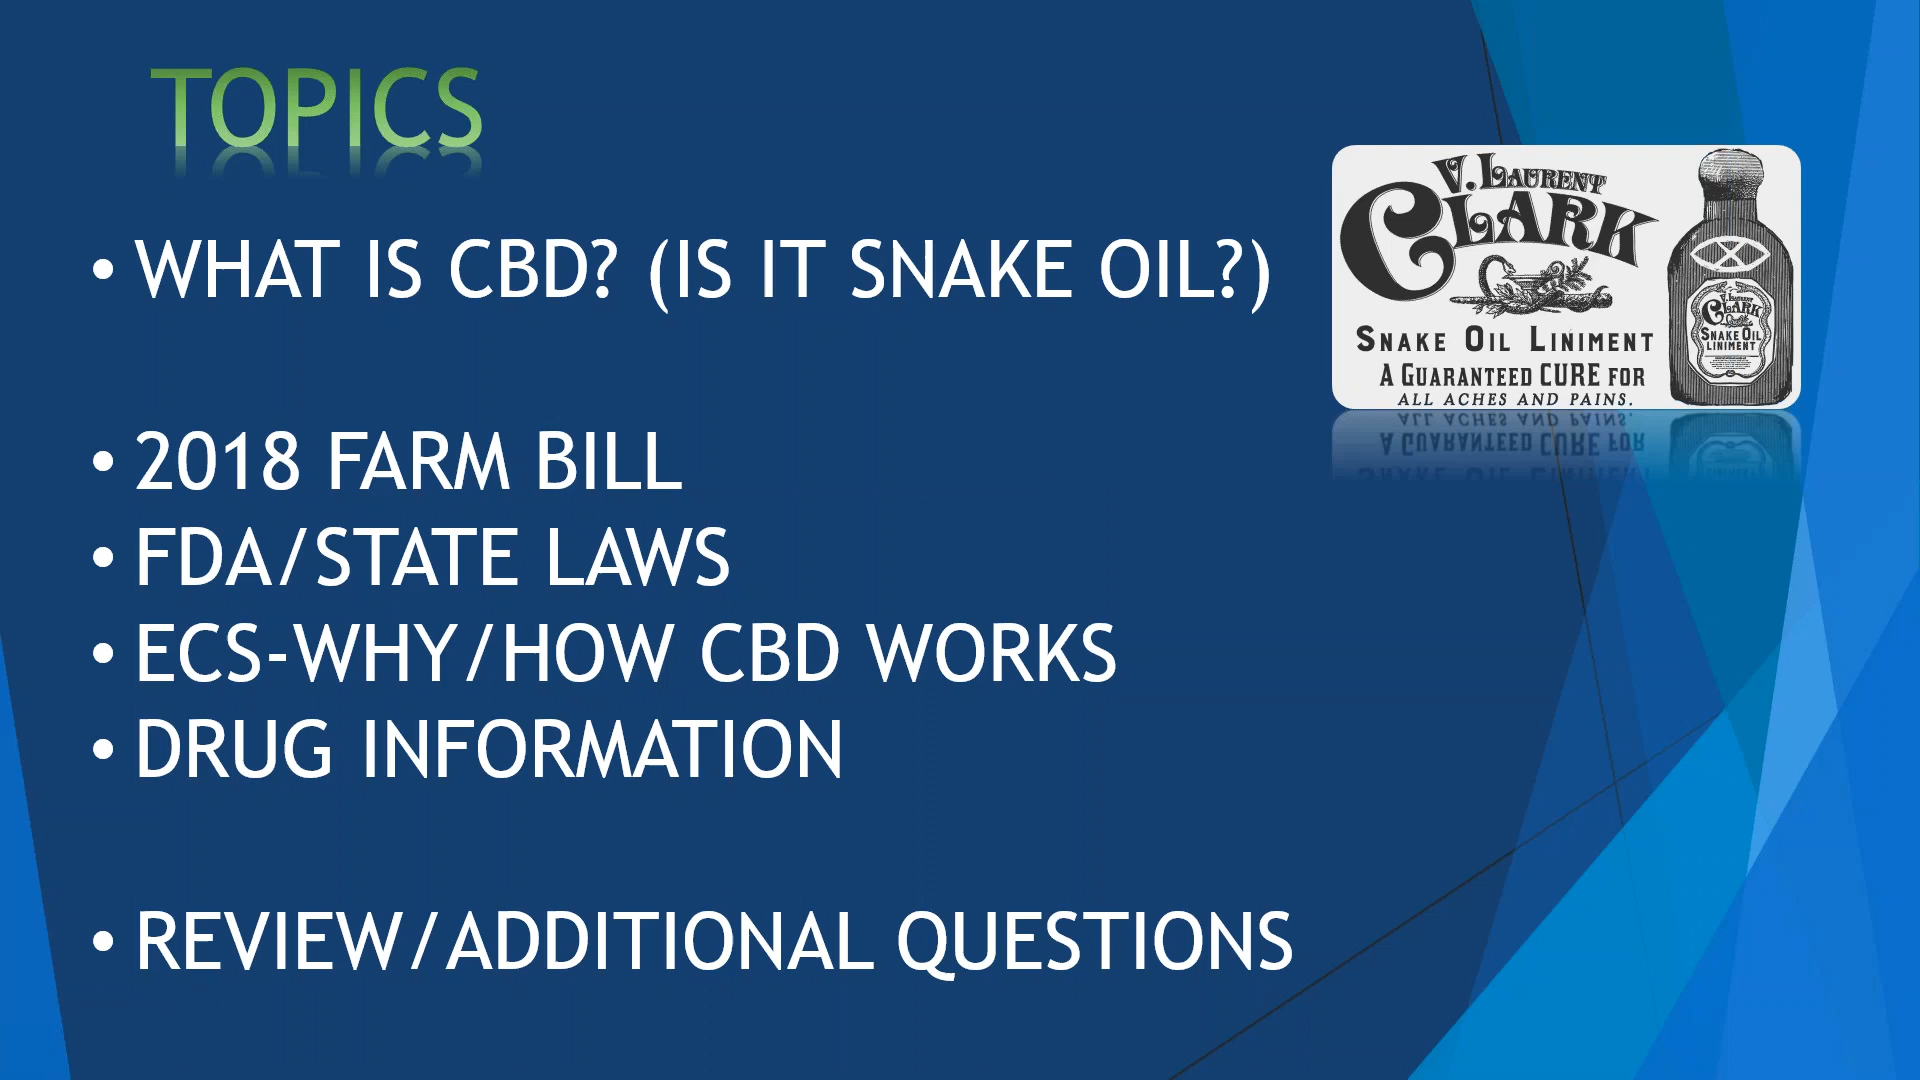 TOPICS
• WHAT IS CBD? (IS IT SNAKE OIL?)
• 2018 FARM BILL
• FDA/STATE LAWS
• ECS-WHY/HOW CBD WORKS
• DRUG INFORMATION
• REVIEW/ADDITIONAL QUESTIONS
V. LAURENT
CLARK
SNAKE OIL LINIMENT
A GUARANTEED CURE FOR
ALL ACHES AND PAINS.
V. LAURENT
CLARK
SNAKE OIL
LINIMENT